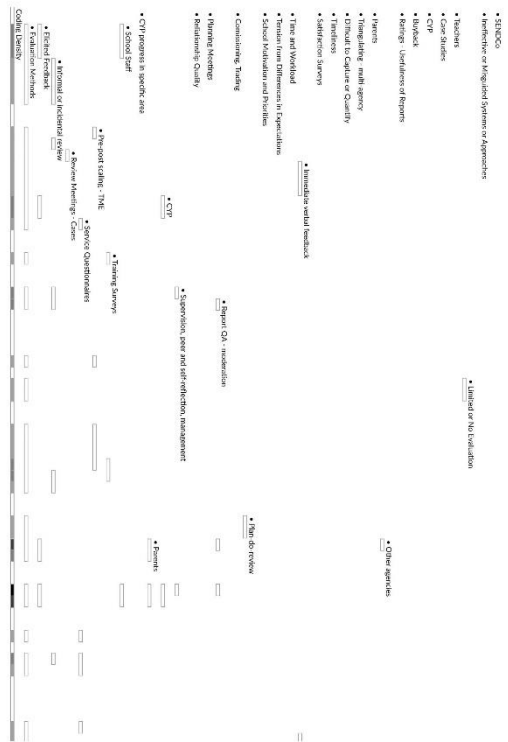 • SENDCo
• Ineffective or Misguided Systems or Approaches
• Teachers
• Case Studies
• CYP
• Buyback
• Ratings - Usefulness of Reports
• Parents
• Triangulating - multi agency
• Difficult to Capture or Quantify
• Timeliness
• Satisfaction Surveys
• Time and Workload
• Tension from Differences in Expectations
• School Motivation and Priorities
• Comissioning, Trading
• Planning Meetings
• Relationship Quality
• CYP progress in specific area
• School Staff
• Informal or incidental review
• Elicited Feedback
• Evaluation Methods
Coding Density
• Pre-post scaling - TME
• Review Meetings - Cases
• Immediate verbal feedback
• CYP
• Service Questionnaires
• Training Surveys
• Supervision, peer and self-reflection, management
• Report QA - moderation
• Limited or No Evaluation
• Plan do review
• Other agencies
• Parents